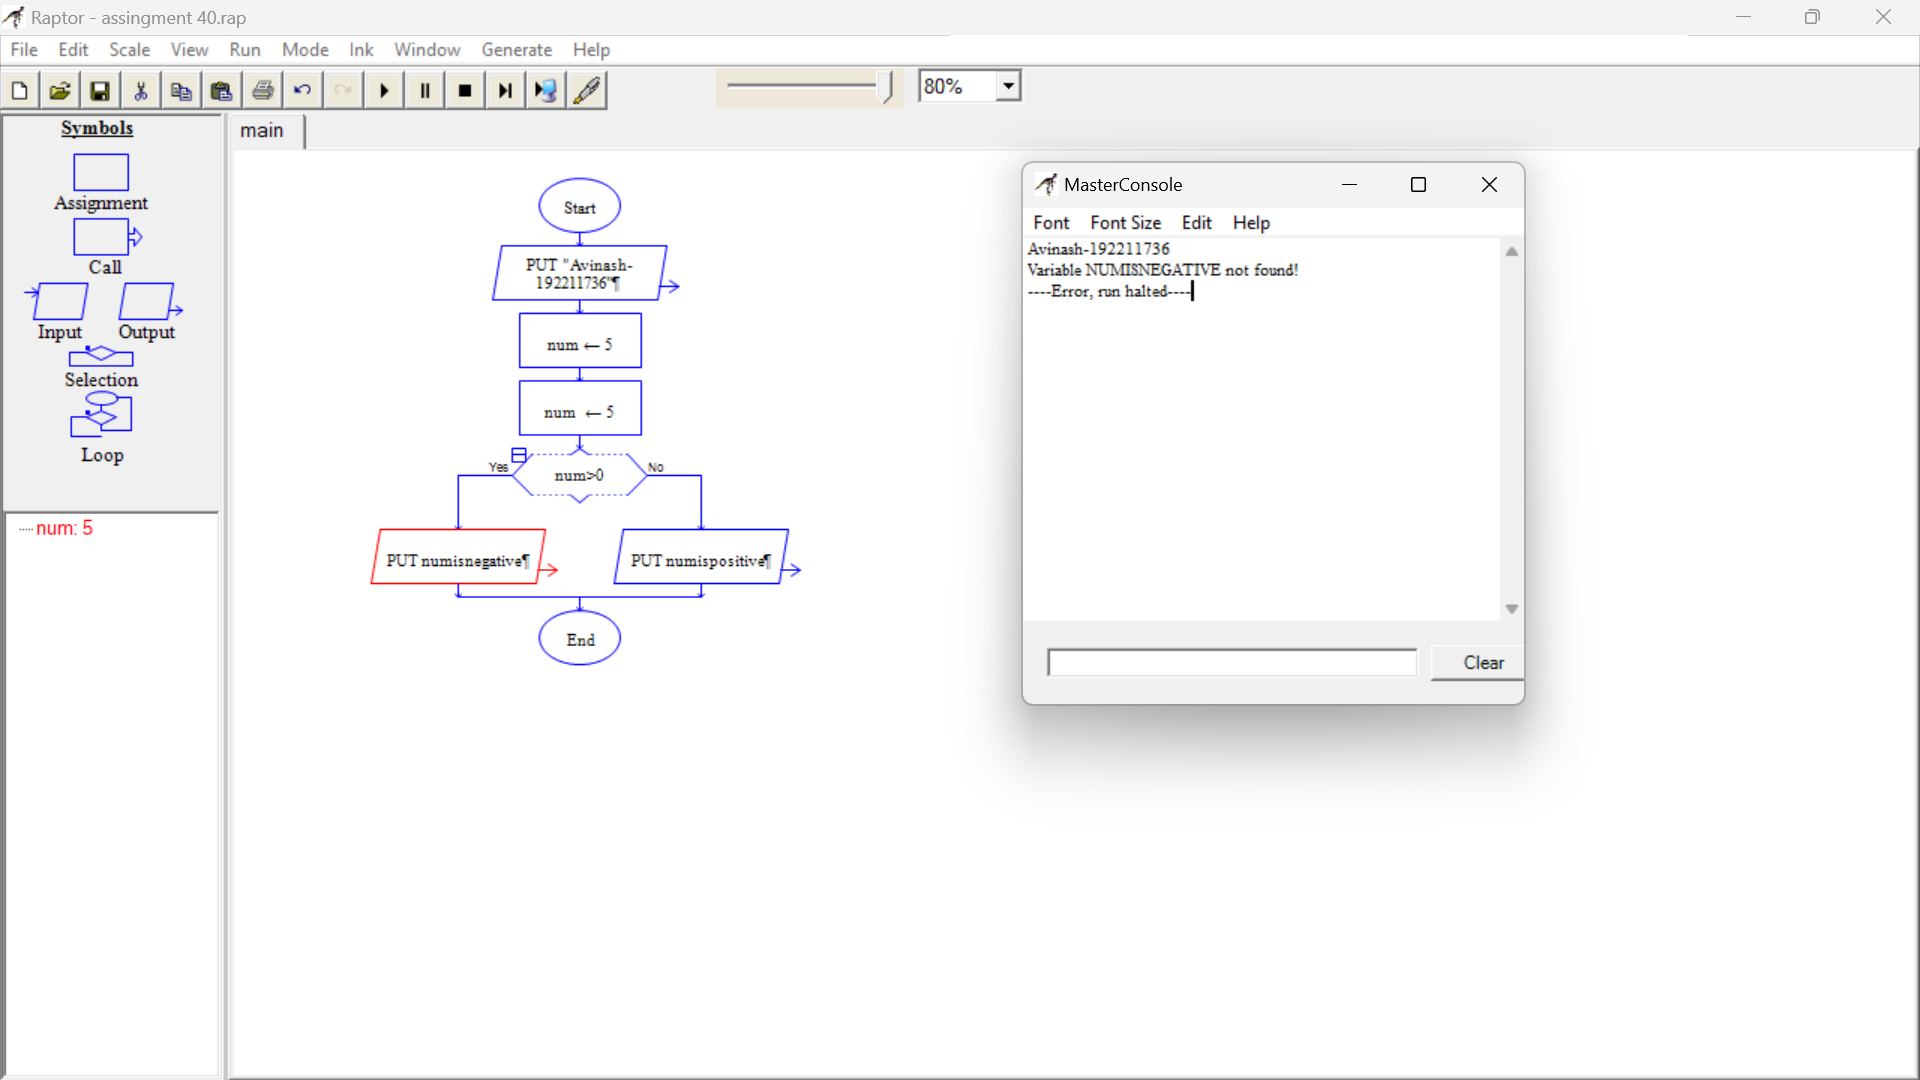 Raptor - assingment 40.rap
File Edit Scale View Run Mode Ink Window Generate Help
80%
Symbols
Assignment
Call
Input Output
Selection
Loop
num: 5
main
Start
PUT "Avinash-
192211736"¶
num ← 5
num ← 5
Yes num>0 No
PUT numisnegative¶ PUT numispositive¶
End
MasterConsole
Font Font Size Edit Help
Avinash-192211736
Variable NUMISNEGATIVE not found!
----Error, run halted----
Clear